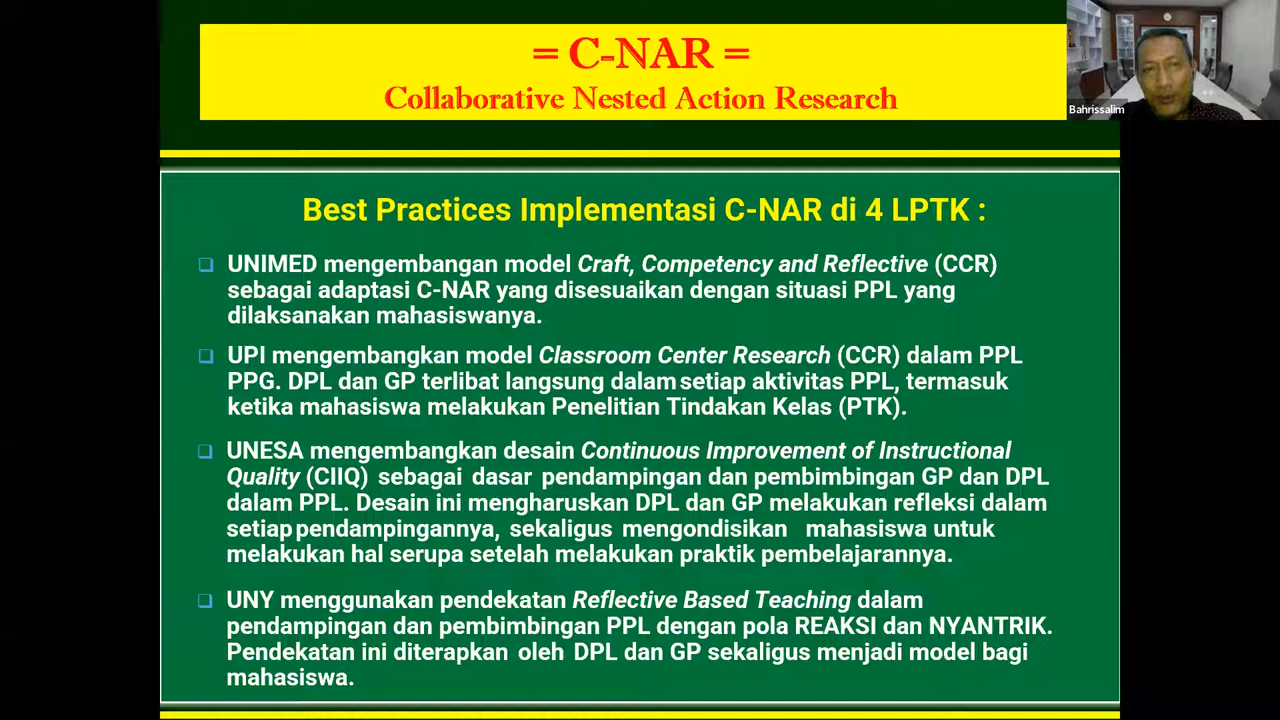 = C-NAR =
Collaborative Nested Action Research
Bahrissalim
Best Practices Implementasi C-NAR di 4 LPTK :
❑ UNIMED mengembangan model Craft, Competency and Reflective (CCR)
sebagai adaptasi C-NAR yang disesuaikan dengan situasi PPL yang
dilaksanakan mahasiswanya.
❑ UPI mengembangkan model Classroom Center Research (CCR) dalam PPL
PPG. DPL dan GP terlibat langsung dalam setiap aktivitas PPL, termasuk
ketika mahasiswa melakukan Penelitian Tindakan Kelas (PTK).
❑ UNESA mengembangkan desain Continuous Improvement of Instructional
Quality (CIIQ) sebagai dasar pendampingan dan pembimbingan GP dan DPL
dalam PPL. Desain ini mengharuskan DPL dan GP melakukan refleksi dalam
setiap pendampingannya, sekaligus mengondisikan mahasiswa untuk
melakukan hal serupa setelah melakukan praktik pembelajarannya.
❑ UNY menggunakan pendekatan Reflective Based Teaching dalam
pendampingan dan pembimbingan PPL dengan pola REAKSI dan NYANTRIK.
Pendekatan ini diterapkan oleh DPL dan GP sekaligus menjadi model bagi
mahasiswa.